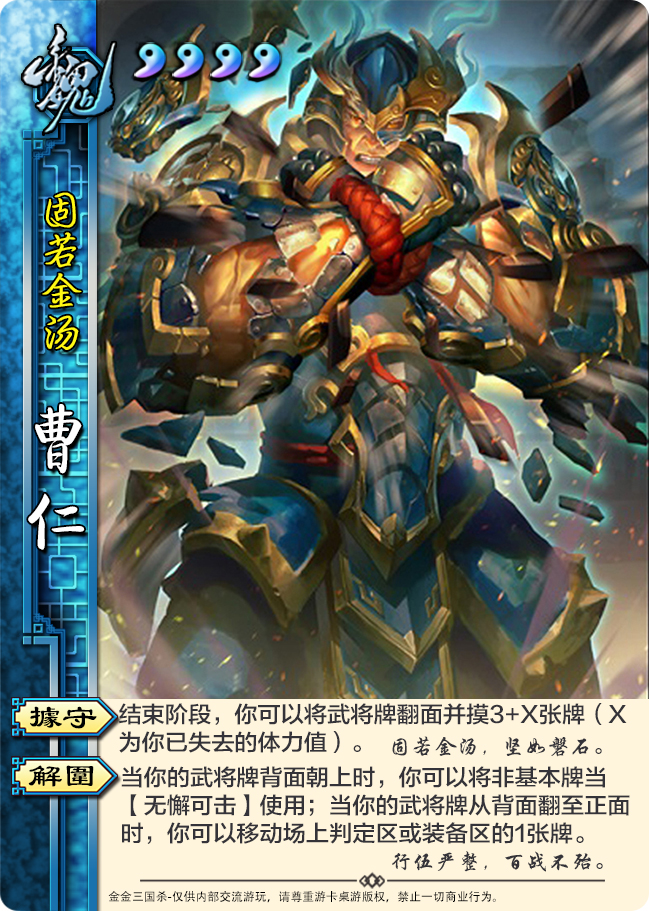 魏
固若金汤
曹仁
據守
结束阶段，你可以将武将牌翻面并摸3+X张牌（X
为你已失去的体力值）。 固若金汤，坚如磐石。
解圍
当你的武将牌背面朝上时，你可以将非基本牌当
【无懈可击】使用；当你的武将牌从背面翻至正面
时，你可以移动场上判定区或装备区的1张牌。
行伍严整，百战不殆。
金金三国杀-仅供内部交流游玩，请尊重游卡桌游版权，禁止一切商业行为。